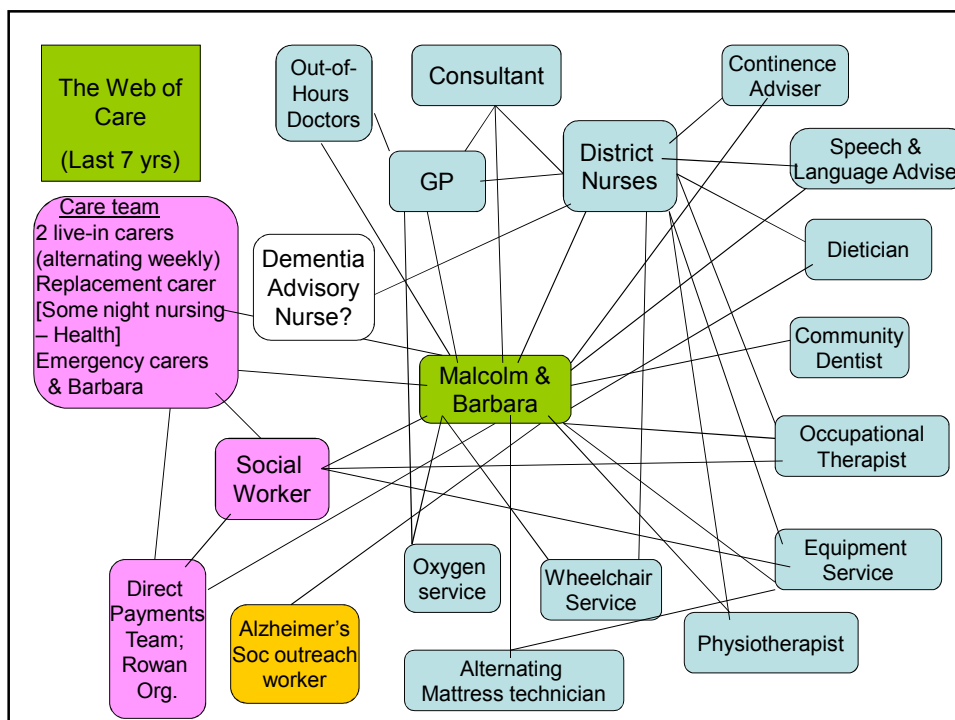 The Web of
Care
(Last 7 yrs)
Out-of-
Hours
Doctors
Consultant
Continence
Adviser
GP
District
Nurses
Speech &
Language Advise
Care team
2 live-in carers
(alternating weekly)
Replacement carer
[Some night nursing
– Health]
Emergency carers
& Barbara
Dementia
Advisory
Nurse?
Dietician
Community
Dentist
Malcolm &
Barbara
Occupational
Therapist
Social
Worker
Equipment
Service
Oxygen
service
Wheelchair
Service
Direct
Payments
Team;
Rowan
Org.
Alzheimer’s
Soc outreach
worker
Alternating
Mattress technician
Physiotherapist